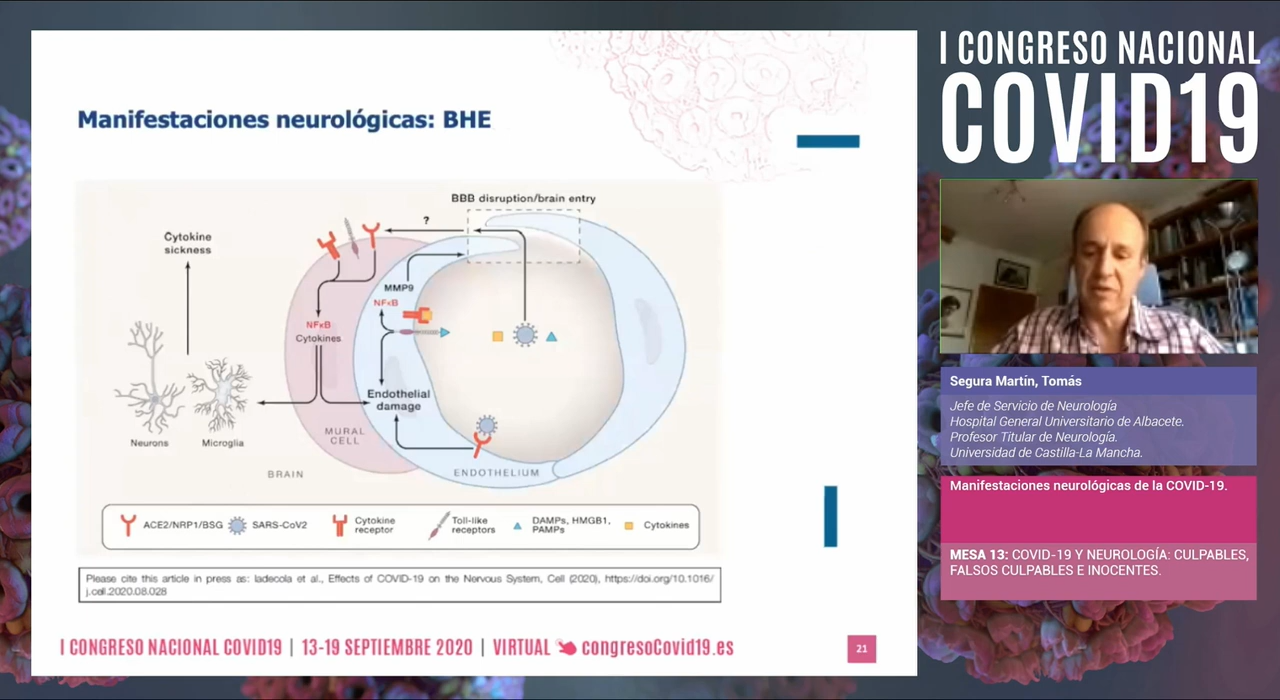 Manifestaciones neurológicas: BHE
BBB disruption/brain entry
?
Cytokine
sickness
MMP9
NFκB
NFκB
Cytokines
Endothelial
damage
Neurons
Microglia
MURAL
CELL
BRAIN
ENDOTHELIUM
ACE2/NRP1/BSG
SARS-CoV2
Cytokine
receptor
Toll-like
receptors
DAMPs, HMGB1,
PAMPs
Cytokines
Please cite this article in press as: Iadecola et al., Effects of COVID-19 on the Nervous System, Cell (2020), https://doi.org/10.1016/
j.cell.2020.08.028
I CONGRESO NACIONAL COVID19 | 13-19 SEPTIEMBRE 2020 | VIRTUAL congresoCovid19.es
21
I CONGRESO NACIONAL
COVID19
Segura Martín, Tomás
Jefe de Servicio de Neurología
Hospital General Universitario de Albacete.
Profesor Titular de Neurología.
Universidad de Castilla-La Mancha.
Manifestaciones neurológicas de la COVID-19.
MESA 13: COVID-19 Y NEUROLOGÍA: CULPABLES,
FALSOS CULPABLES E INOCENTES.